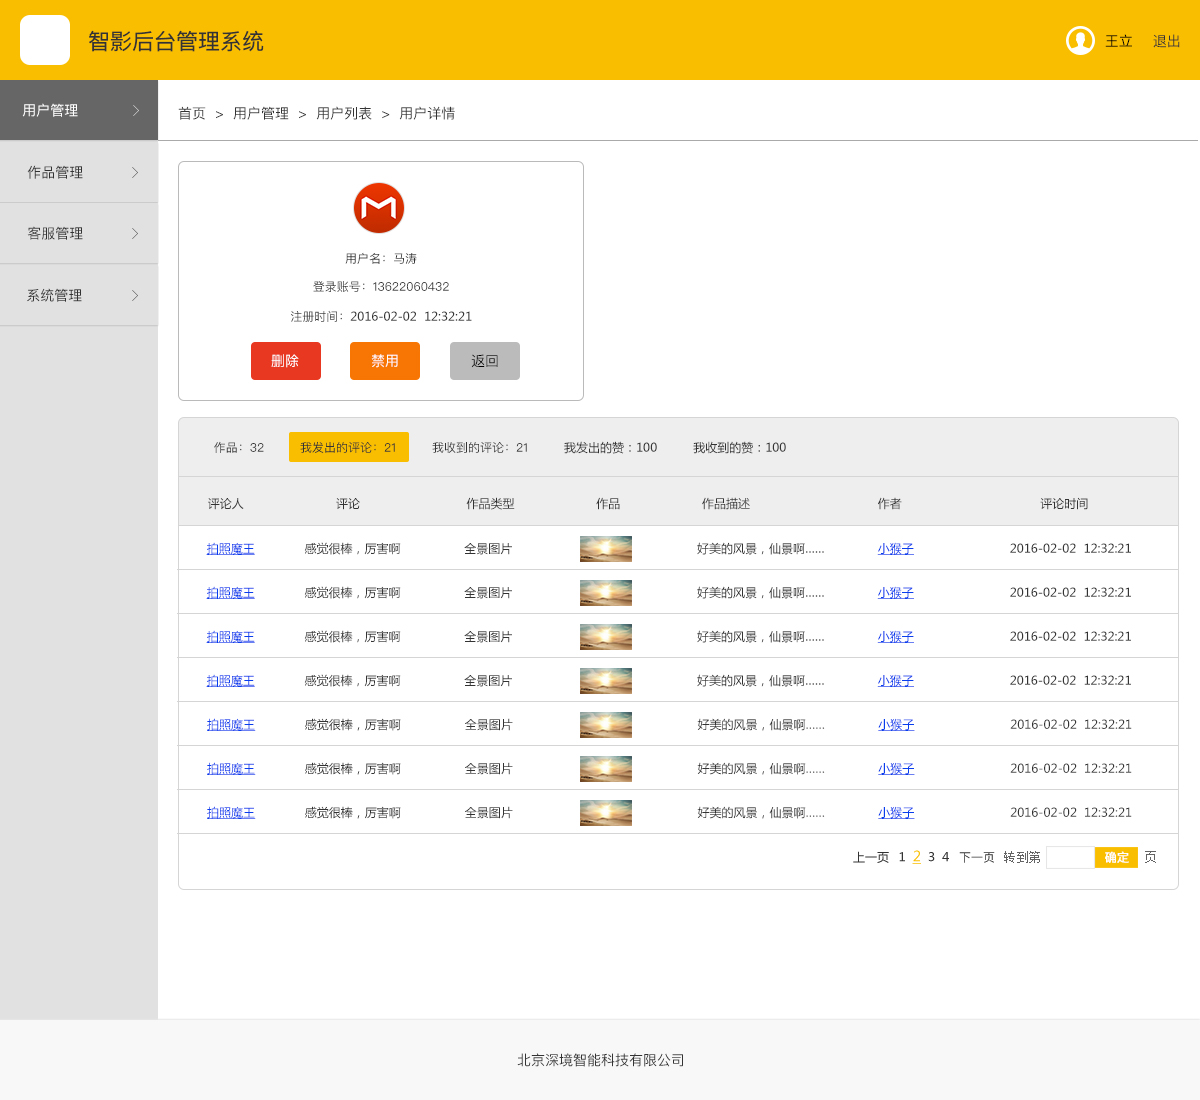 智影后台管理系统 王立 退出
用户管理
作品管理
客服管理
系统管理
首页 > 用户管理 > 用户列表 > 用户详情
用户名：马涛
登录账号：13622060432
注册时间：2016-02-02 12:32:21
删除 禁用 返回
作品：32 我发出的评论：21 我收到的评论：21 我发出的赞：100 我收到的赞：100
评论人 评论 作品类型 作品 作品描述 作者 评论时间
拍照魔王 感觉很棒，厉害啊 全景图片 好美的风景，仙景啊...... 小猴子 2016-02-02 12:32:21
拍照魔王 感觉很棒，厉害啊 全景图片 好美的风景，仙景啊...... 小猴子 2016-02-02 12:32:21
拍照魔王 感觉很棒，厉害啊 全景图片 好美的风景，仙景啊...... 小猴子 2016-02-02 12:32:21
拍照魔王 感觉很棒，厉害啊 全景图片 好美的风景，仙景啊...... 小猴子 2016-02-02 12:32:21
拍照魔王 感觉很棒，厉害啊 全景图片 好美的风景，仙景啊...... 小猴子 2016-02-02 12:32:21
拍照魔王 感觉很棒，厉害啊 全景图片 好美的风景，仙景啊...... 小猴子 2016-02-02 12:32:21
拍照魔王 感觉很棒，厉害啊 全景图片 好美的风景，仙景啊...... 小猴子 2016-02-02 12:32:21
上一页 1 2 3 4 下一页 转到第 确定 页
北京深境智能科技有限公司